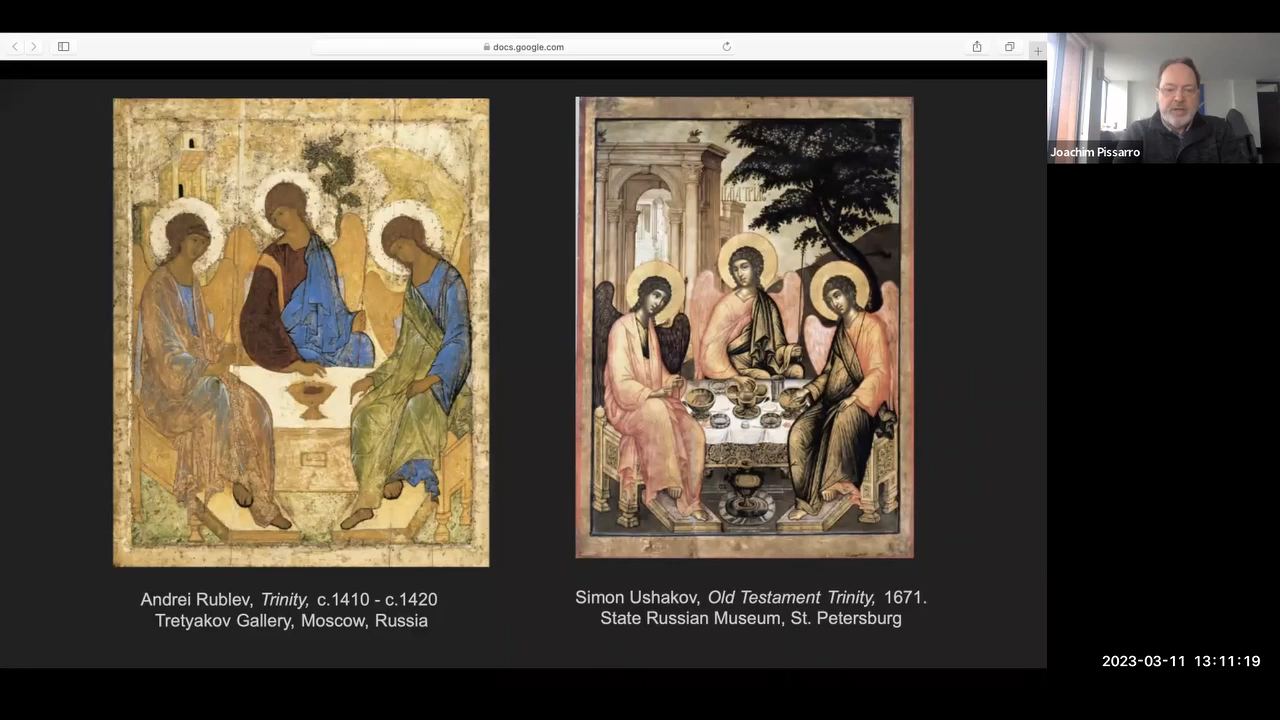 docs.google.com
Joachim Pissarro
Andrei Rublev, Trinity, c.1410 - c.1420
Tretyakov Gallery, Moscow, Russia
Simon Ushakov, Old Testament Trinity, 1671.
State Russian Museum, St. Petersburg
2023-03-11 13:11:19